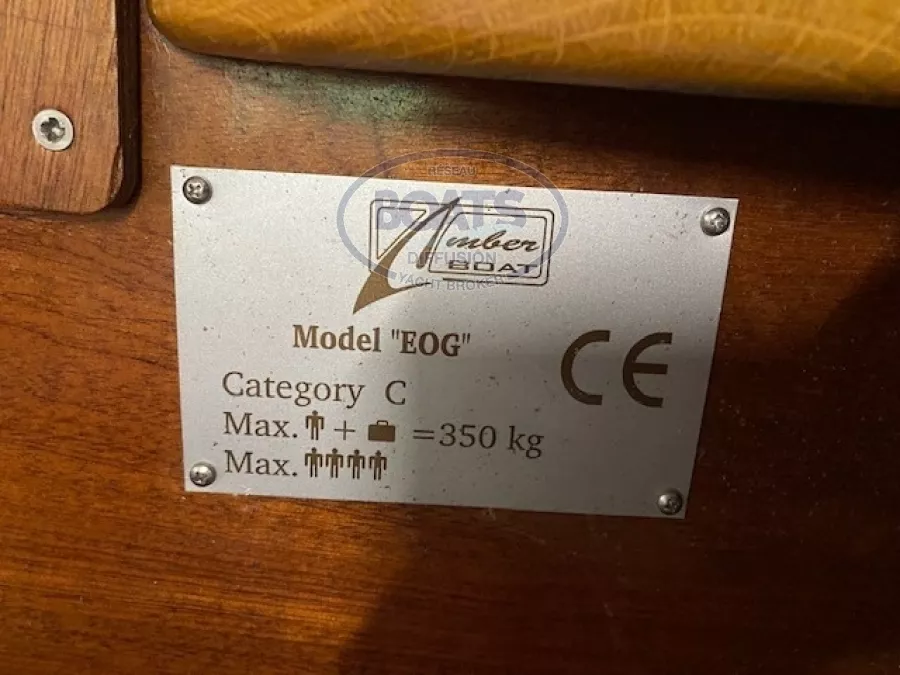 RESEAU
BOATS
DIFFUSION
YACHT BROKER
Amber
BOAT
Model "EOG"
CE
Category C
Max. + = 350 kg
Max.